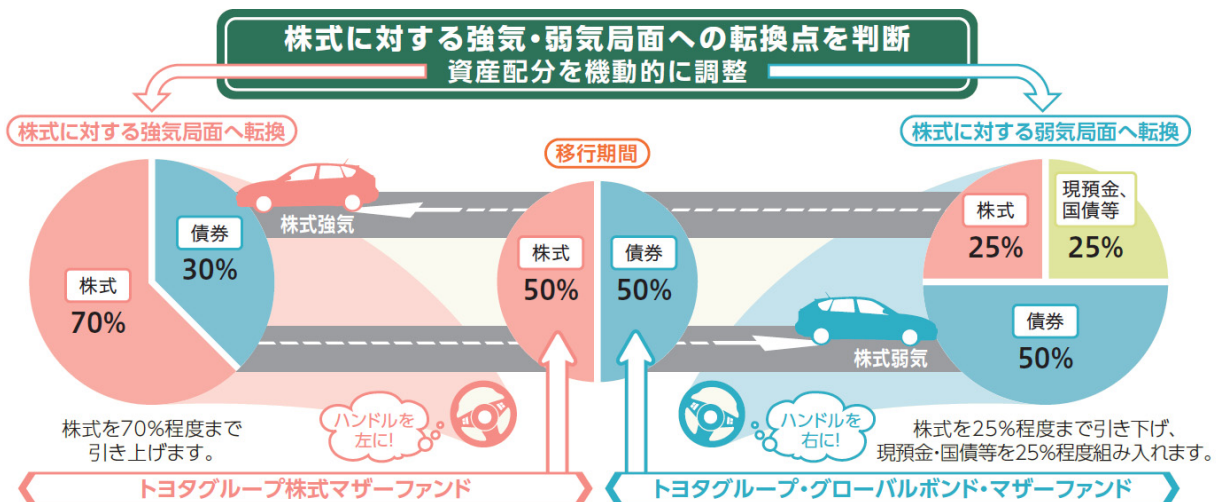 株式に対する強気・弱気局面への転換点を判断
資産配分を機動的に調整
株式に対する強気局面へ転換
移行期間
株式に対する弱気局面へ転換
債券
30%
株式
70%
株式強気
株式
50%
債券
50%
株式
25%
現預金、
国債等
25%
債券
50%
株式弱気
株式を70%程度まで
引き上げます。
ハンドルを
左に!
ハンドルを
右に!
株式を25%程度まで引き下げ、
現預金・国債等を25%程度組み入れます。
トヨタグループ株式マザーファンド
トヨタグループ・グローバルボンド・マザーファンド